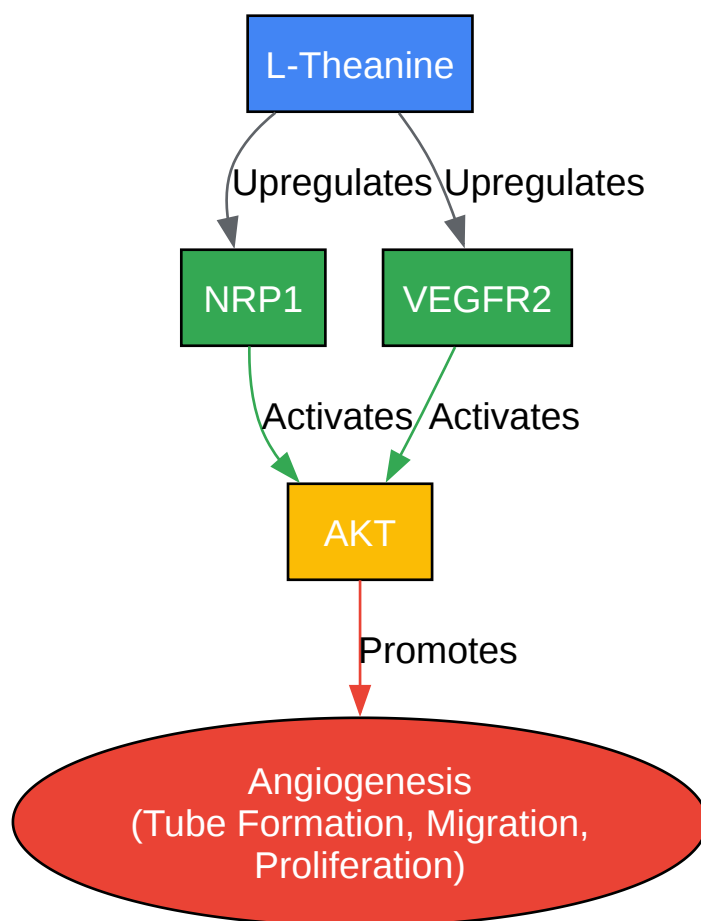 L-Theanine
Upregulates
Upregulates
NRP1
VEGFR2
Activates
Activates
AKT
Promotes
Angiogenesis
(Tube Formation, Migration,
Proliferation)